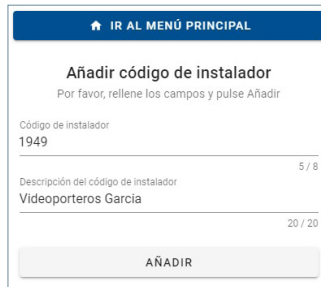 IR AL MENÚ PRINCIPAL
Añadir código de instalador
Por favor, rellene los campos y pulse Añadir
Código de instalador
1949
5 / 8
Descripción del código de instalador
Videoporteros Garcia
20 / 20
AÑADIR